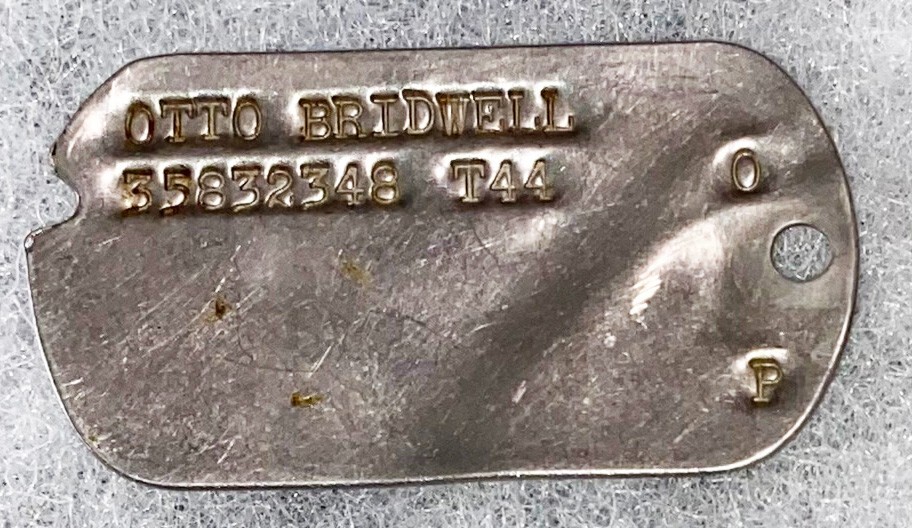 OTTO BRIDWELL
35832348 T44 O
P